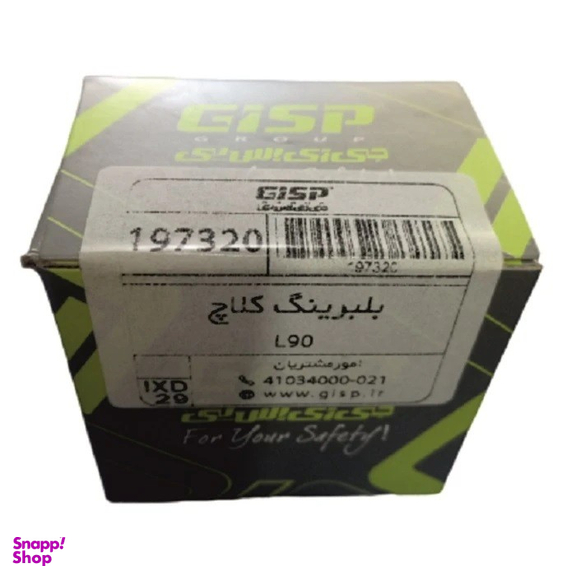 GISP
GROUP
جی‌آی‌اس‌پی
GISP
197320
197320
بلبرینگ کلاچ
L90
امور مشتریان
41034000-021
www.gisp.ir
IXD
29
جی‌آی‌اس‌پی
For Your Safety!
Snapp!
Shop